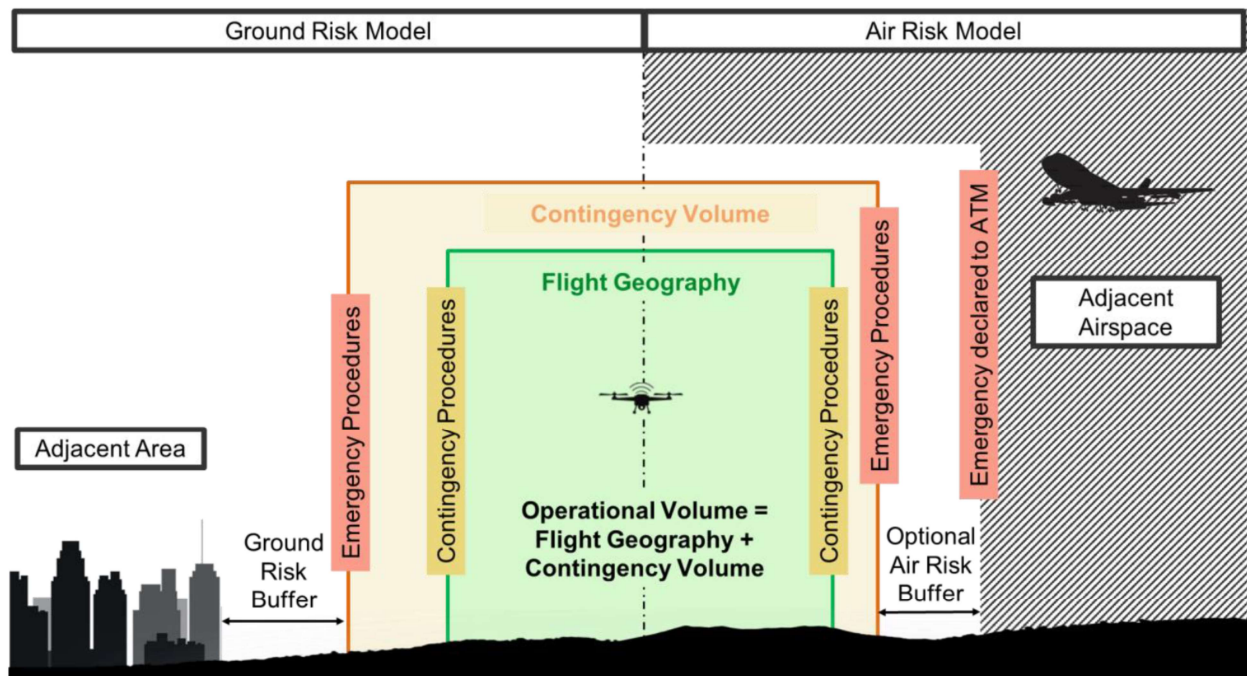 Ground Risk Model
Air Risk Model
Contingency Volume
Flight Geography
Emergency Procedures
Contingency Procedures
Contingency Procedures
Emergency Procedures
Emergency declared to ATM
Adjacent
Airspace
Adjacent Area
Operational Volume =
Flight Geography +
Contingency Volume
Ground
Risk
Buffer
Optional
Air Risk
Buffer